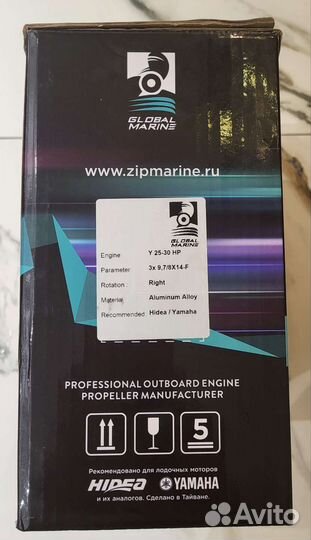 GLOBAL
MARINE
www.zipmarine.ru
GLOBAL
MARINE
Engine Y 25-30 HP
Parameter 3x 9,7/8X14-F
Rotation : Right
Material Aluminum Alloy
Recommended Hidea / Yamaha
PROFESSIONAL OUTBOARD ENGINE
PROPELLER MANUFACTURER
5
Рекомендовано для лодочных моторов
HIDEA YAMAHA
и их аналогов. Сделано в Тайване.
Avito